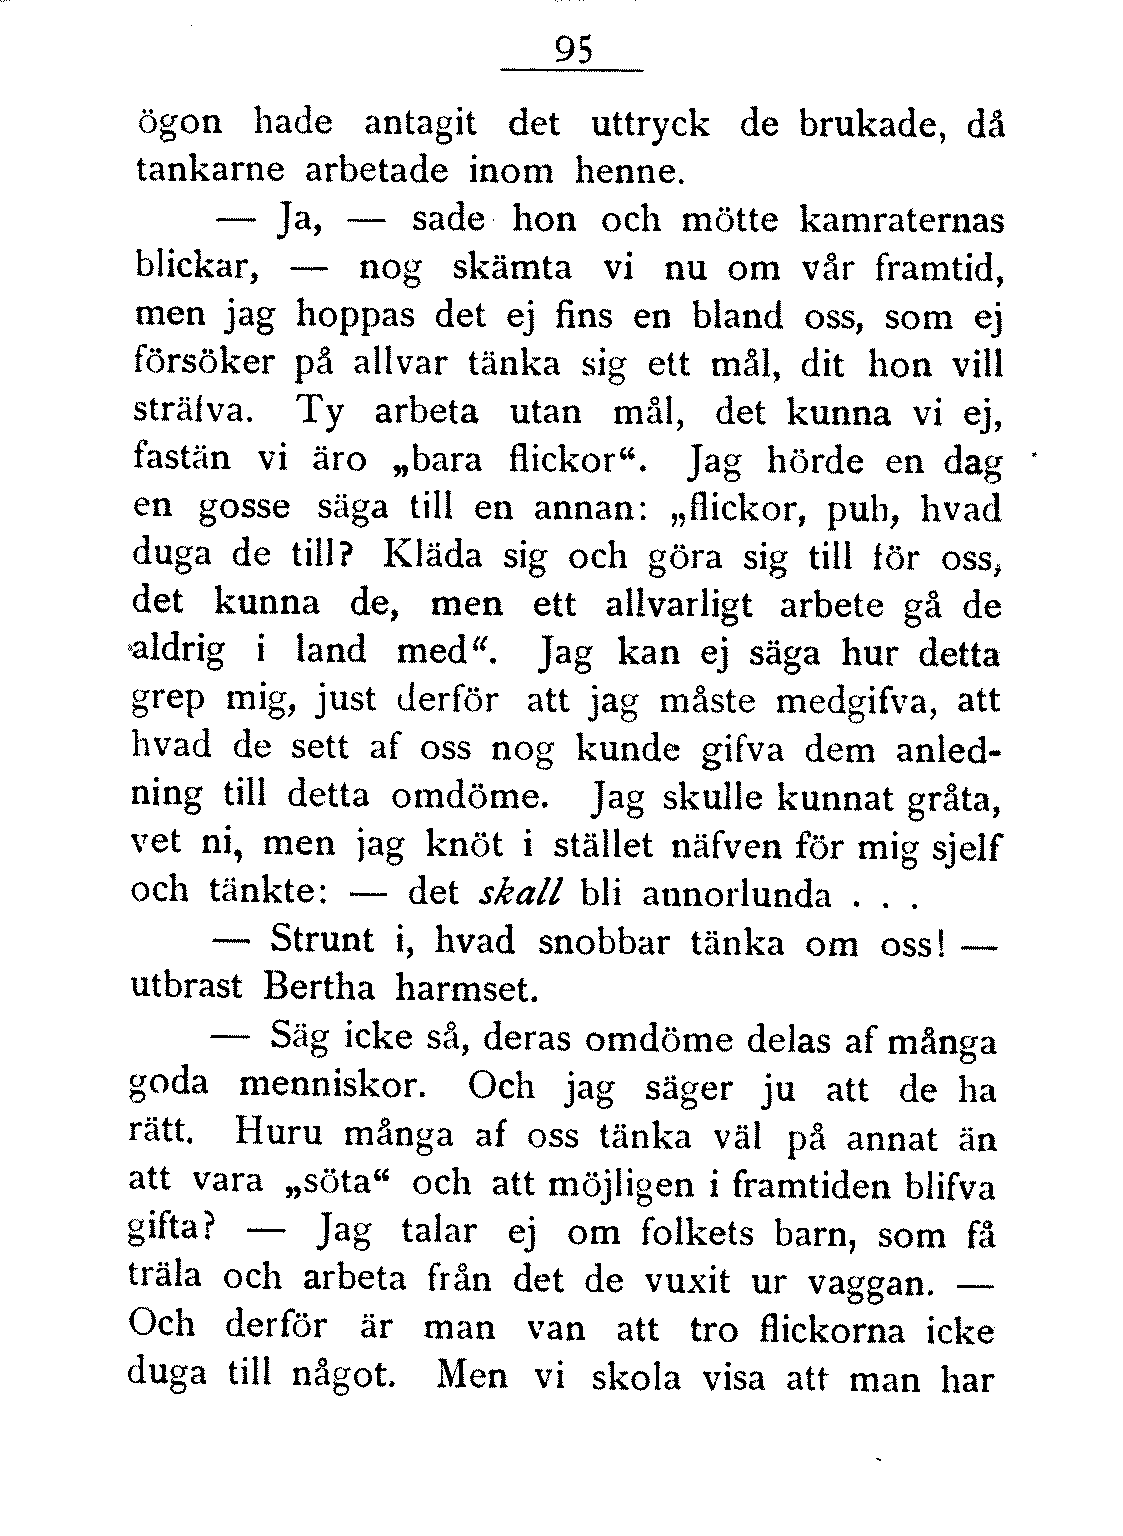 95
ögon hade antagit det uttryck de brukade, då
tankarne arbetade inom henne.
— Ja, — sade hon och mötte kamraternas
blickar, — nog skämta vi nu om vår framtid,
men jag hoppas det ej fins en bland oss, som ej
försöker på allvar tänka sig ett mål, dit hon vill
sträfva. Ty arbeta utan mål, det kunna vi ej,
fastän vi äro „bara flickor“. Jag hörde en dag
en gosse säga till en annan: „flickor, puh, hvad
duga de till? Kläda sig och göra sig till för oss,
det kunna de, men ett allvarligt arbete gå de
aldrig i land med“. Jag kan ej säga hur detta
grep mig, just derför att jag måste medgifva, att
hvad de sett af oss nog kunde gifva dem anled-
ning till detta omdöme. Jag skulle kunnat gråta,
vet ni, men jag knöt i stället näfven för mig sjelf
och tänkte: — det skall bli annorlunda . . .
— Strunt i, hvad snobbar tänka om oss! —
utbrast Bertha harmset.
— Säg icke så, deras omdöme delas af många
goda menniskor. Och jag säger ju att de ha
rätt. Huru många af oss tänka väl på annat än
att vara „söta“ och att möjligen i framtiden blifva
gifta? — Jag talar ej om folkets barn, som få
träla och arbeta från det de vuxit ur vaggan. —
Och derför är man van att tro flickorna icke
duga till något. Men vi skola visa att man har